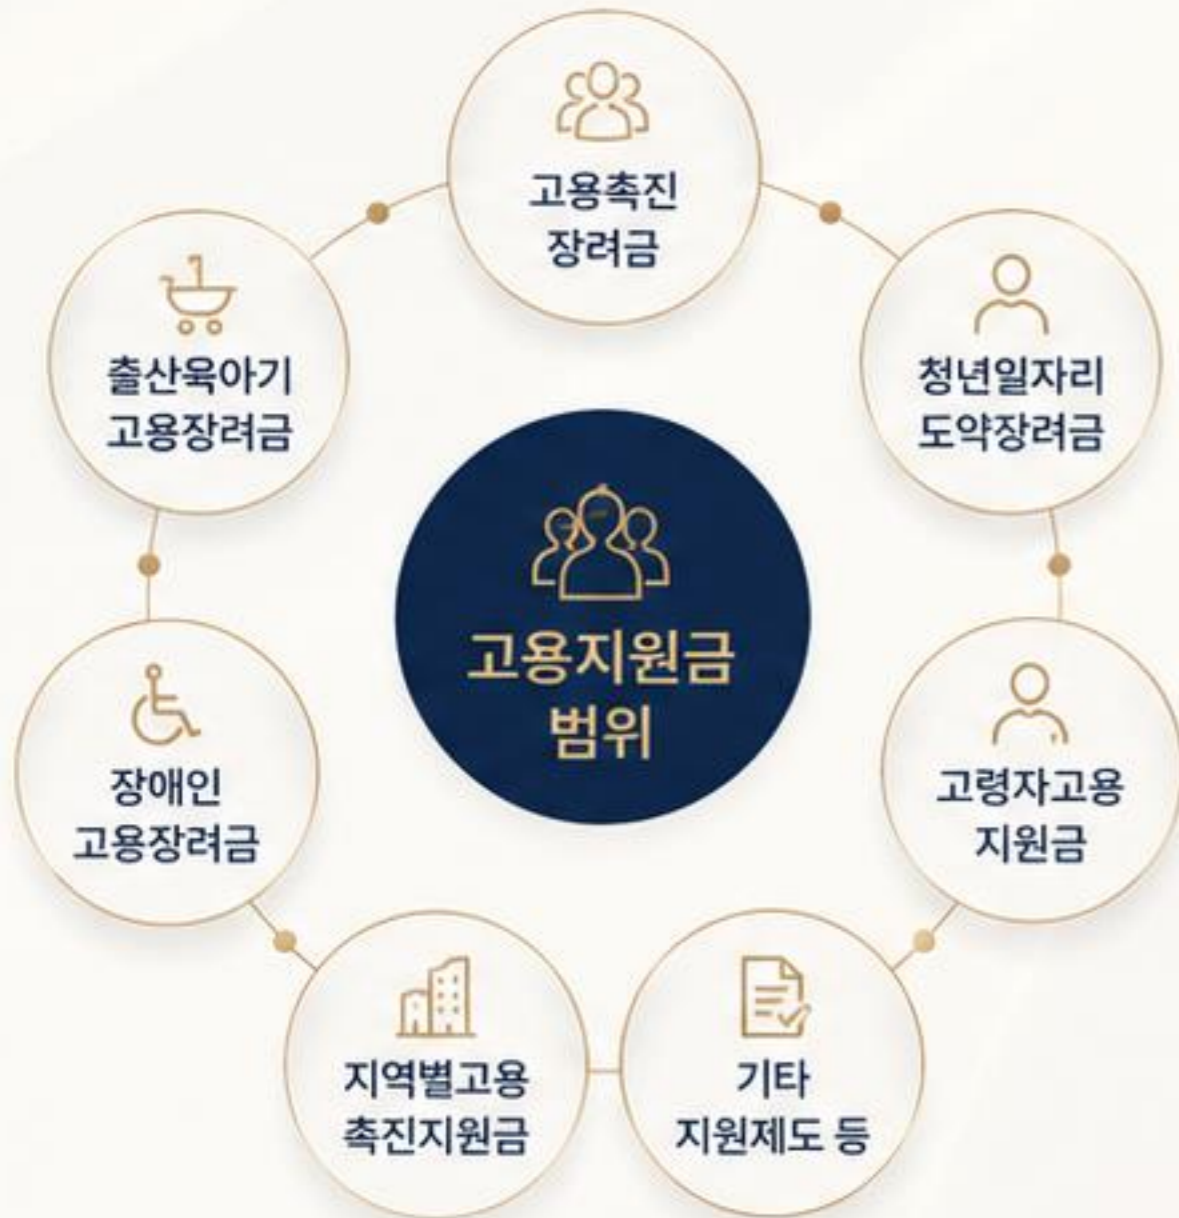 고용촉진
장려금
출산육아기
고용장려금
청년일자리
도약장려금
고용지원금
범위
장애인
고용장려금
고령자고용
지원금
지역별고용
촉진지원금
기타
지원제도 등